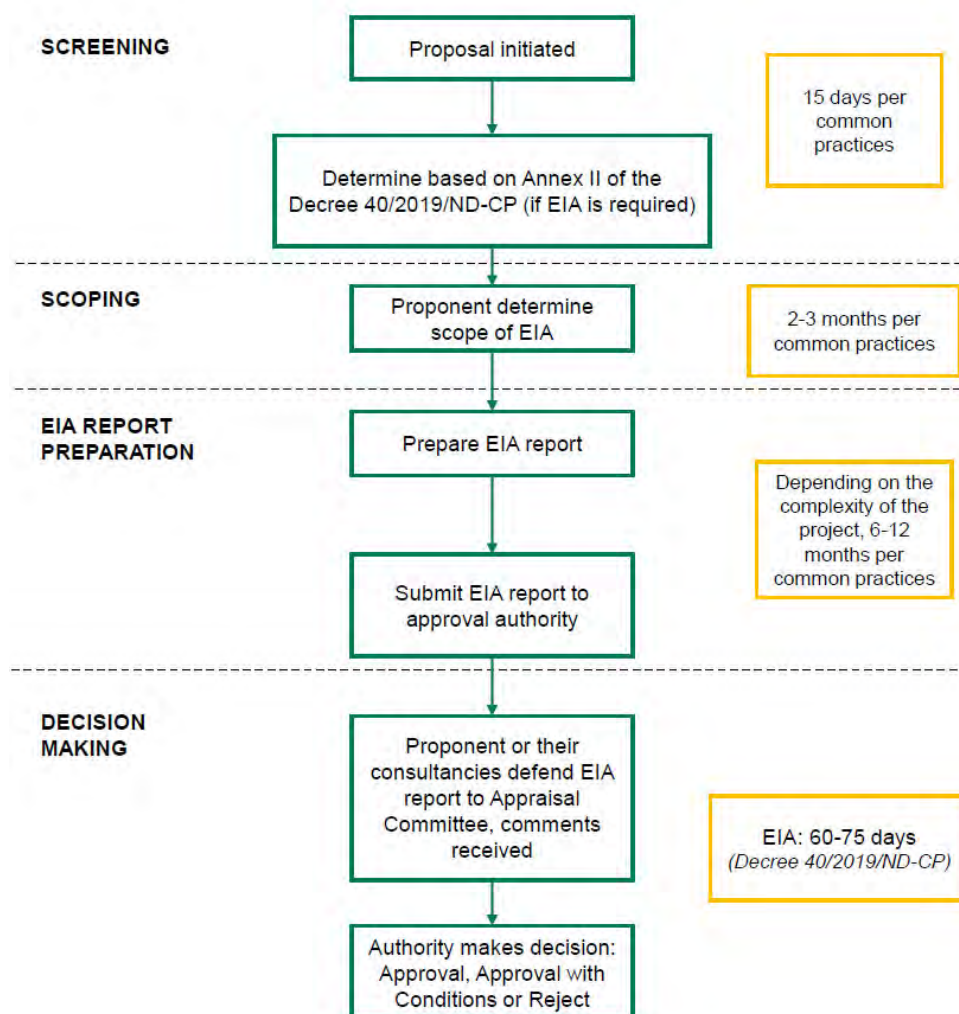 SCREENING
Proposal initiated
15 days per
common
practices
Determine based on Annex II of the
Decree 40/2019/ND-CP (if EIA is required)
SCOPING
Proponent determine
scope of EIA
2-3 months per
common practices
EIA REPORT
PREPARATION
Prepare EIA report
Depending on the
complexity of the
project, 6-12
months per
common practices
Submit EIA report to
approval authority
DECISION
MAKING
Proponent or their
consultancies defend EIA
report to Appraisal
Committee, comments
received
EIA: 60-75 days
(Decree 40/2019/ND-CP)
Authority makes decision:
Approval, Approval with
Conditions or Reject